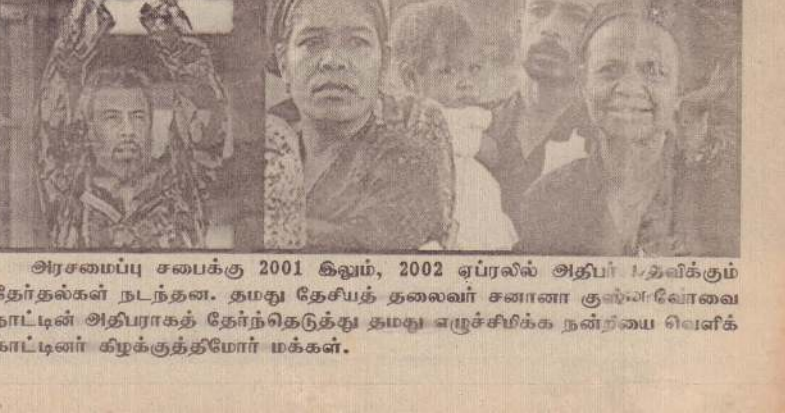 அரசமைப்பு சபைக்கு 2001 இலும், 2002 ஏப்ரலில் அதிபர் பதவிக்கும்
தேர்தல்கள் நடந்தன. தமது தேசியத் தலைவர் சனானா குஸ்மாவோவை
நாட்டின் அதிபராகத் தேர்ந்தெடுத்து தமது எழுச்சிமிக்க நன்றியை வெளிக்
காட்டினர் கிழக்குத்திமோர் மக்கள்.